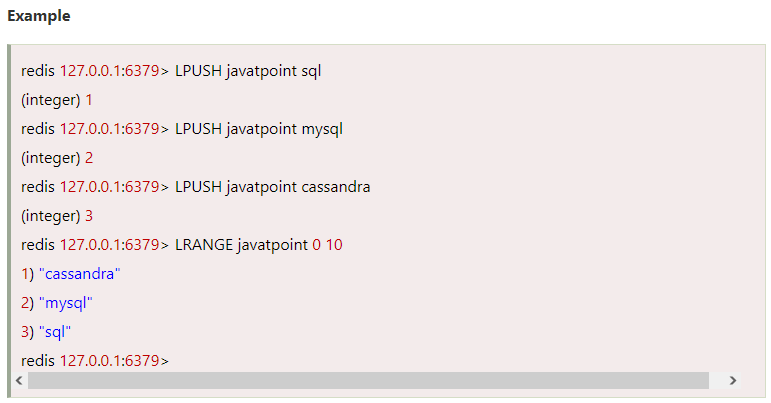 Example
redis 127.0.0.1:6379> LPUSH javatpoint sql
(integer) 1
redis 127.0.0.1:6379> LPUSH javatpoint mysql
(integer) 2
redis 127.0.0.1:6379> LPUSH javatpoint cassandra
(integer) 3
redis 127.0.0.1:6379> LRANGE javatpoint 0 10
1) "cassandra"
2) "mysql"
3) "sql"
redis 127.0.0.1:6379>